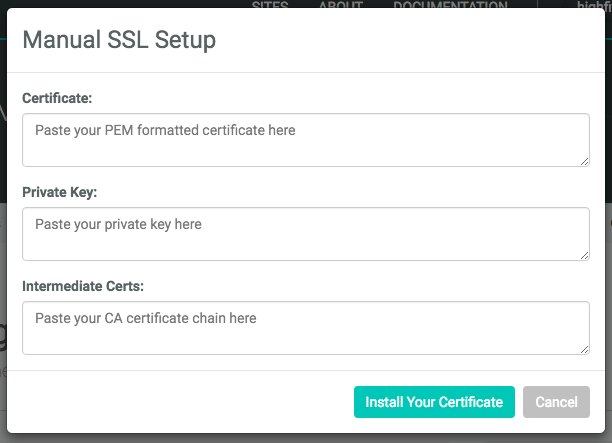 SITES ABOUT DOCUMENTATION
Manual SSL Setup
Certificate:
Paste your PEM formatted certificate here
Private Key:
Paste your private key here
Intermediate Certs:
Paste your CA certificate chain here
Install Your Certificate Cancel